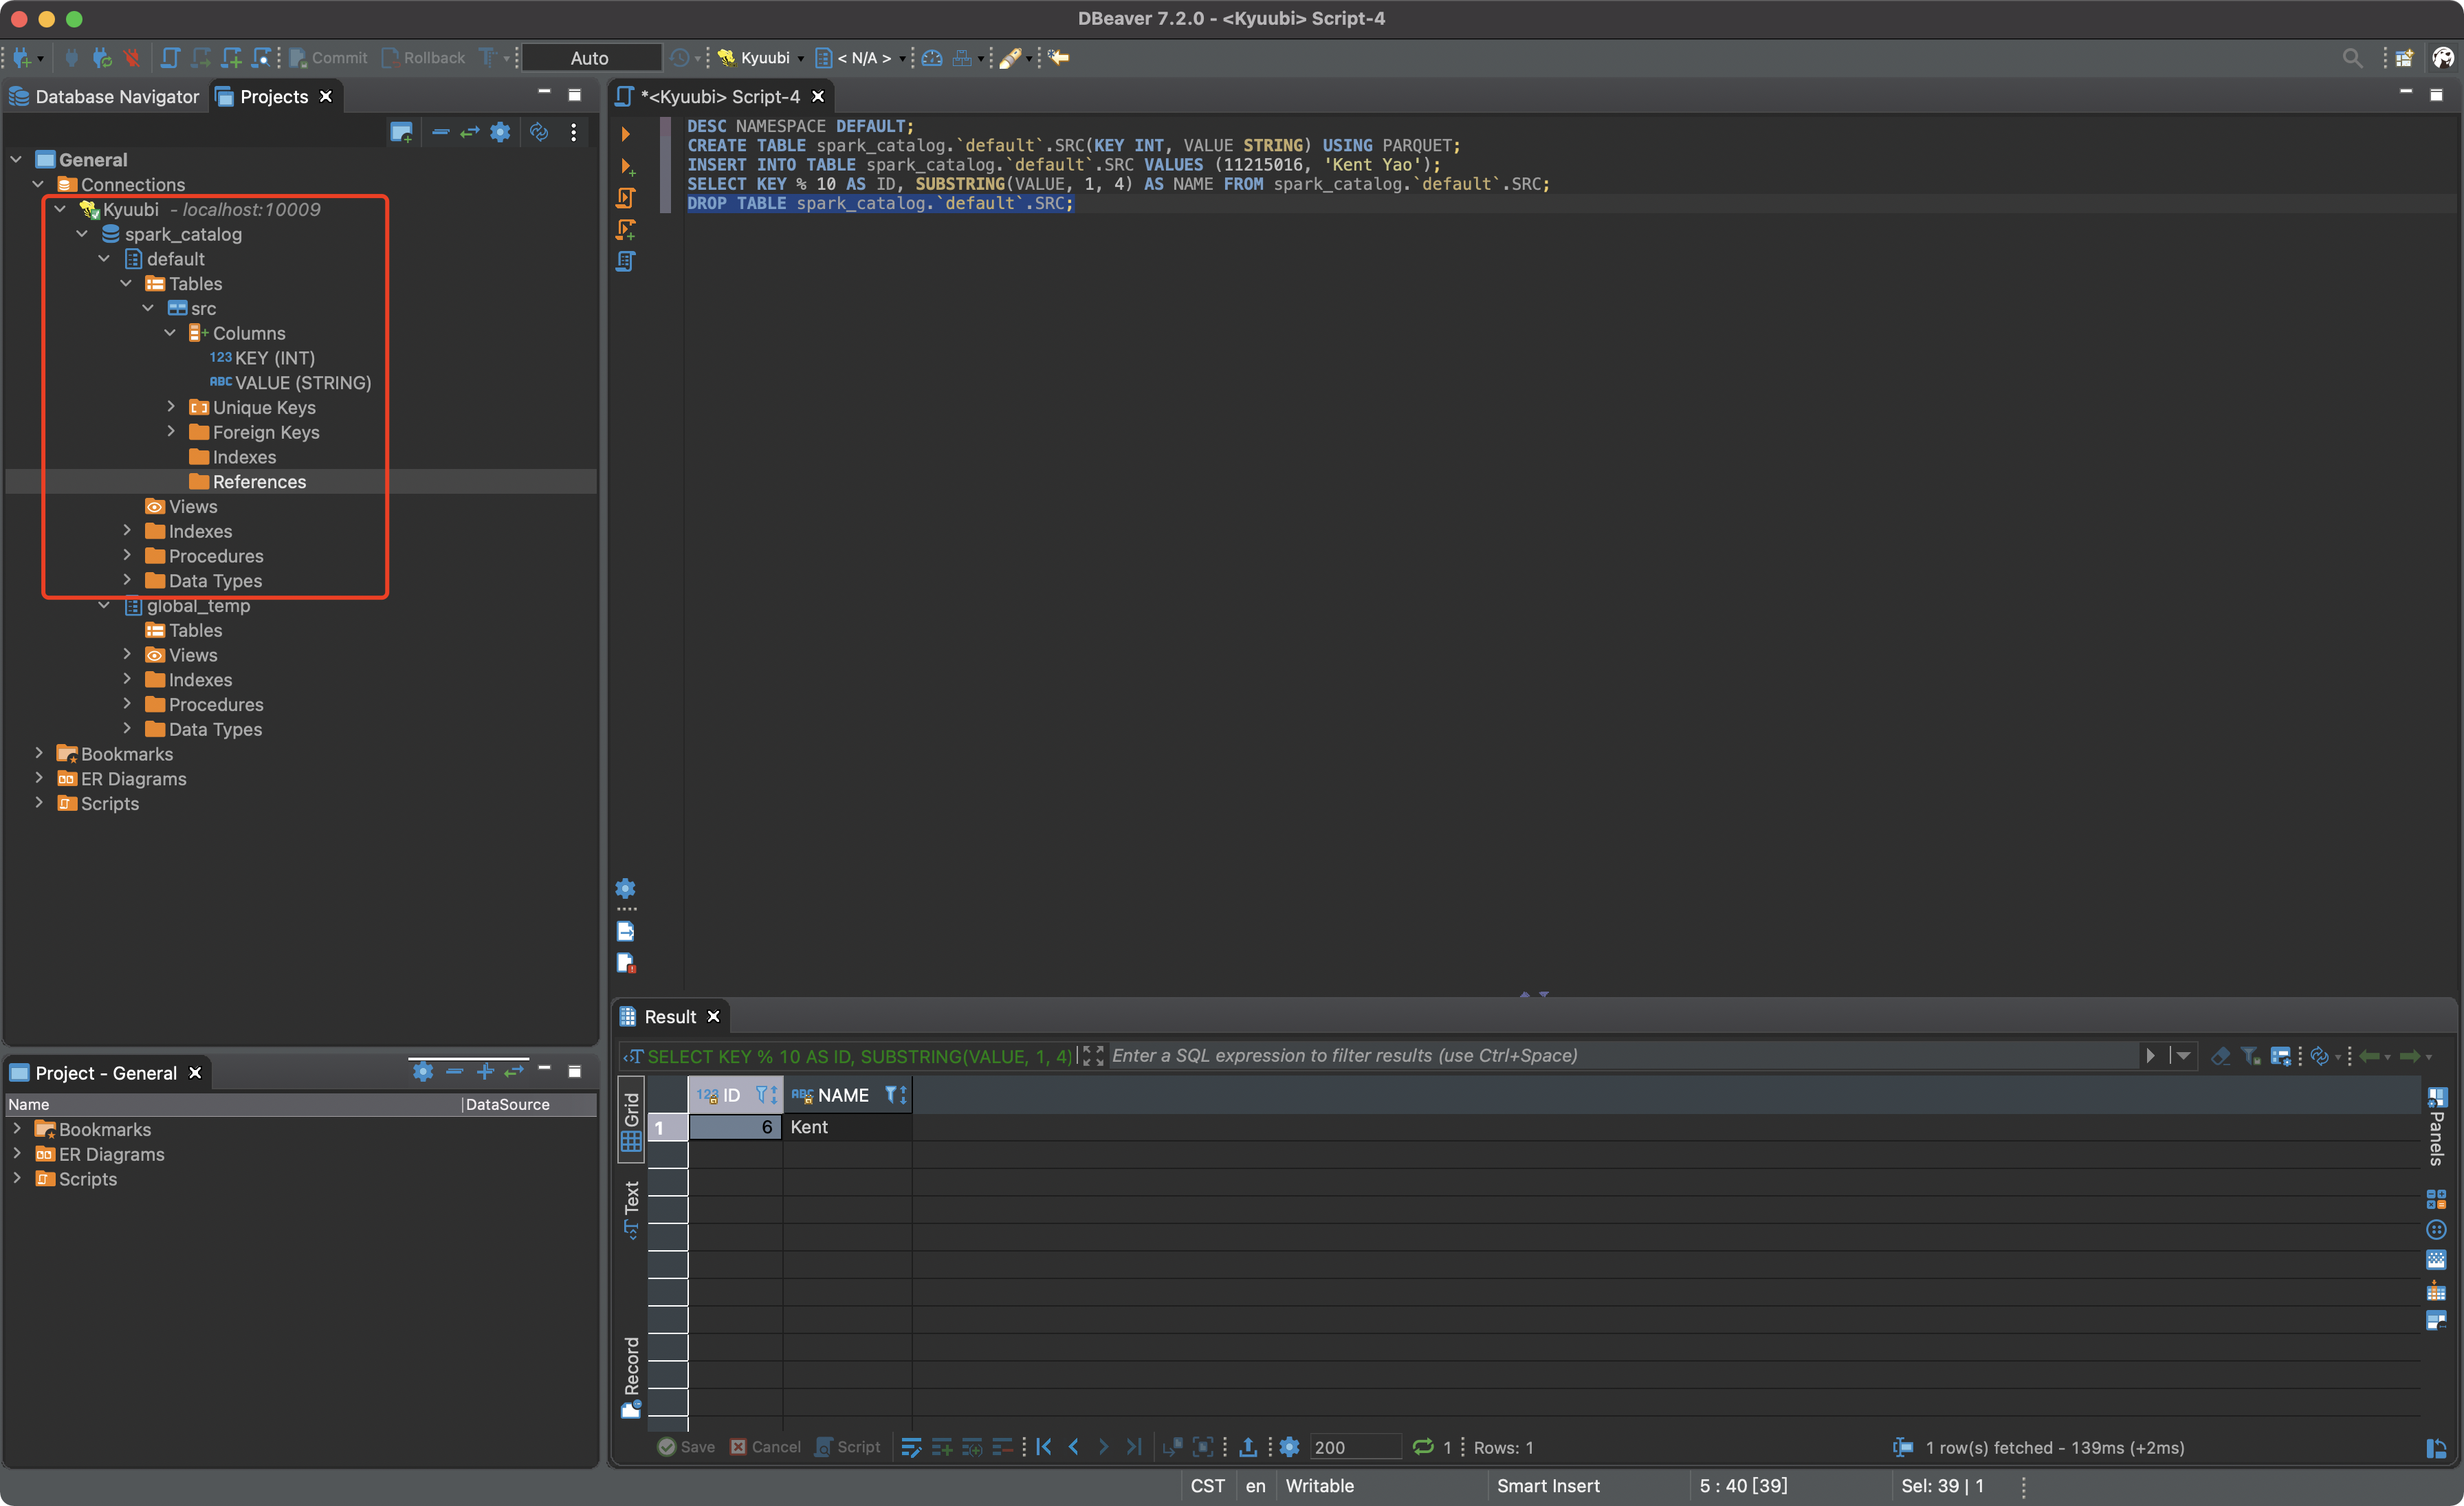 DBeaver 7.2.0 - <Kyuubi> Script-4
Commit Rollback Auto Kyuubi < N/A >
Database Navigator Projects
*<Kyuubi> Script-4
General
Connections
Kyuubi - localhost:10009
spark_catalog
default
Tables
src
Columns
123 KEY (INT)
ABC VALUE (STRING)
Unique Keys
Foreign Keys
Indexes
References
Views
Indexes
Procedures
Data Types
global_temp
Tables
Views
Indexes
Procedures
Data Types
Bookmarks
ER Diagrams
Scripts
DESC NAMESPACE DEFAULT;
CREATE TABLE spark_catalog.`default`.SRC(KEY INT, VALUE STRING) USING PARQUET;
INSERT INTO TABLE spark_catalog.`default`.SRC VALUES (11215016, 'Kent Yao');
SELECT KEY % 10 AS ID, SUBSTRING(VALUE, 1, 4) AS NAME FROM spark_catalog.`default`.SRC;
DROP TABLE spark_catalog.`default`.SRC;
Project - General
Name DataSource
Bookmarks
ER Diagrams
Scripts
Result
SELECT KEY % 10 AS ID, SUBSTRING(VALUE, 1, 4) Enter a SQL expression to filter results (use Ctrl+Space)
Grid
Text
Record
123 ID ABC NAME
1 6 Kent
Panels
Save Cancel Script 200 1 Rows: 1 1 row(s) fetched - 139ms (+2ms)
CST en Writable Smart Insert 5 : 40 [39] Sel: 39 | 1